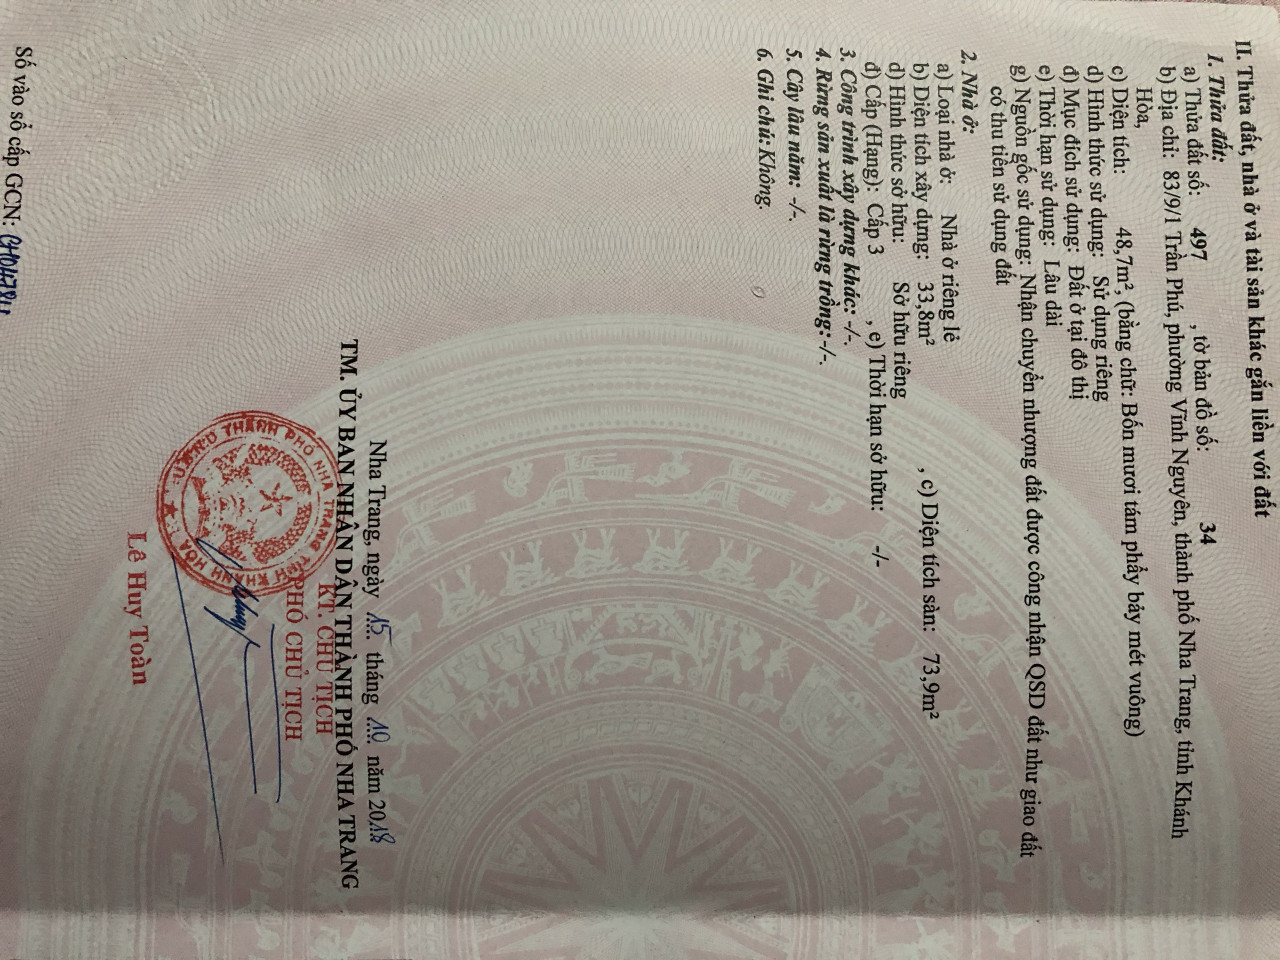 II. Thửa đất, nhà ở và tài sản khác gắn liền với đất
1. Thửa đất:
a) Thửa đất số: 497 , tờ bản đồ số: 34
b) Địa chỉ: 83/9/1 Trần Phú, phường Vĩnh Nguyên, thành phố Nha Trang, tỉnh Khánh
Hòa,
c) Diện tích: 48,7m², (bằng chữ: Bốn mươi tám phẩy bảy mét vuông)
d) Hình thức sử dụng: Sử dụng riêng
đ) Mục đích sử dụng: Đất ở tại đô thị
e) Thời hạn sử dụng: Lâu dài
g) Nguồn gốc sử dụng: Nhận chuyển nhượng đất được công nhận QSD đất như giao đất
có thu tiền sử dụng đất
2. Nhà ở:
a) Loại nhà ở: Nhà ở riêng lẻ
b) Diện tích xây dựng: 33,8m² , c) Diện tích sàn: 73,9m²
d) Hình thức sở hữu: Sở hữu riêng
đ) Cấp (Hạng): Cấp 3 , e) Thời hạn sở hữu: -/-
3. Công trình xây dựng khác: -/-.
4. Rừng sản xuất là rừng trồng: -/-.
5. Cây lâu năm: -/-.
6. Ghi chú: Không.
Nha Trang, ngày 15 tháng 10 năm 2018
TM. ỦY BAN NHÂN DÂN THÀNH PHỐ NHA TRANG
KT. CHỦ TỊCH
PHÓ CHỦ TỊCH
U.B.N.D THÀNH PHỐ NHA TRANG TỈNH KHÁNH HÒA
Lê Huy Toàn
Số vào sổ cấp GCN: